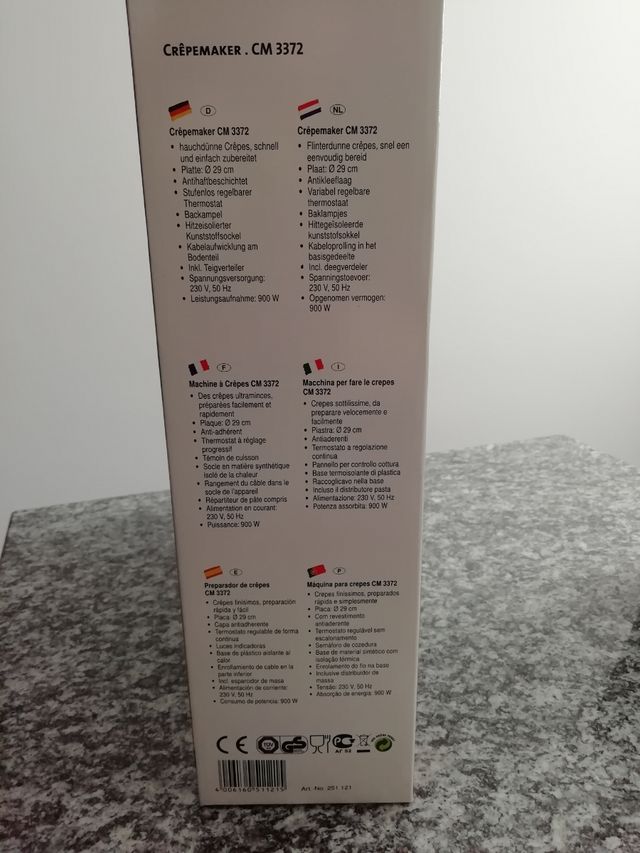 CRÊPEMAKER . CM 3372
D
Crêpemaker CM 3372
• hauchdünne Crêpes, schnell
und einfach zubereitet
• Platte: Ø 29 cm
• Antihaftbeschichtet
• Stufenlos regelbarer
Thermostat
• Backampel
• Hitzeisolierter
Kunststoffsockel
• Kabelaufwicklung am
Bodenteil
• Inkl. Teigverteiler
• Spannungsversorgung:
230 V, 50 Hz
• Leistungsaufnahme: 900 W
NL
Crêpemaker CM 3372
• Flinterdunne crêpes, snel een
eenvoudig bereid
• Plaat: Ø 29 cm
• Antikleeflaag
• Variabel regelbare
thermostaat
• Baklampjes
• Hittegeïsoleerde
kunststofsokkel
• Kabeloprolling in het
basisgedeelte
• Incl. deegverdeler
• Spanningstoevoer:
230 V, 50 Hz
• Opgenomen vermogen:
900 W
F
Machine à Crêpes CM 3372
• Des crêpes ultraminces,
préparées facilement et
rapidement
• Plaque: Ø 29 cm
• Anti-adhérent
• Thermostat à réglage
progressif
• Témoin de cuisson
• Socle en matière synthétique
isolé de la chaleur
• Rangement du câble dans le
socle de l'appareil
• Répartiteur de pâte compris
• Alimentation en courant:
230 V, 50 Hz
• Puissance: 900 W
I
Macchina per fare le crepes
CM 3372
• Crepes sottilissime, da
preparare velocemente e
facilmente
• Piastra: Ø 29 cm
• Antiaderenti
• Termostato a regolazione
continua
• Pannello per controllo cottura
• Base termoisolante di plastica
• Raccoglicavo nella base
• Incluso il distributore pasta
• Alimentazione: 230 V, 50 Hz
• Potenza assorbita: 900 W
E
Preparador de crêpes
CM 3372
• Crêpes finisimos, preparación
rápida y fácil
• Placa: Ø 29 cm
• Capa antiadherente
• Termostato regulable de forma
continua
• Luces indicadoras
• Base de plástico aislante al
calor
• Enrollamiento de cable en la
parte inferior
• Incl. esparcidor de masa
• Alimentación de corriente:
230 V, 50 Hz
• Consumo de potencia: 900 W
P
Máquina para crepes CM 3372
• Crepes finíssimos, preparados
rápida e simplesmente
• Placa: Ø 29 cm
• Com revestimento
antiaderente
• Termostato regulável sem
escalonamento
• Semáforo de cozedura
• Base de material sintético com
isolação térmica
• Enrolamento do fio na base
• Inclusive distribuidor de
massa
• Tensão: 230 V, 50 Hz
• Absorção de energia: 900 W
CE
GS
4 006160 511215
Art.-No. 251 121